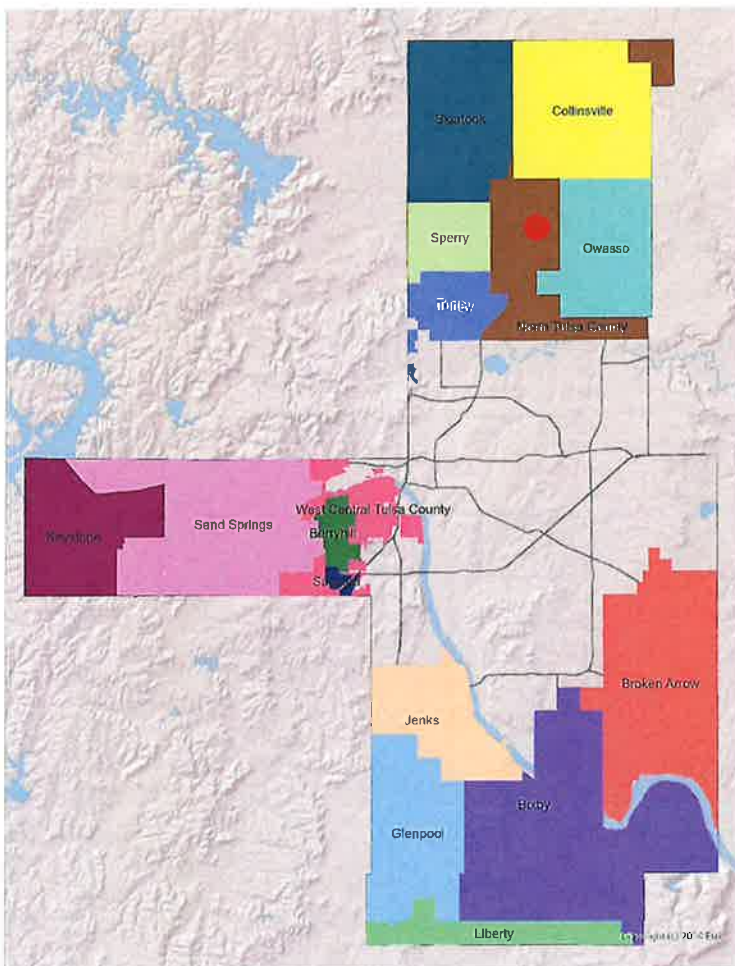 Skiatook
Collinsville
Sperry
Owasso
Turley
North Tulsa County
West Central Tulsa County
Sand Springs
Keystone
Berryhill
Broken Arrow
Jenks
Bixby
Glenpool
Liberty